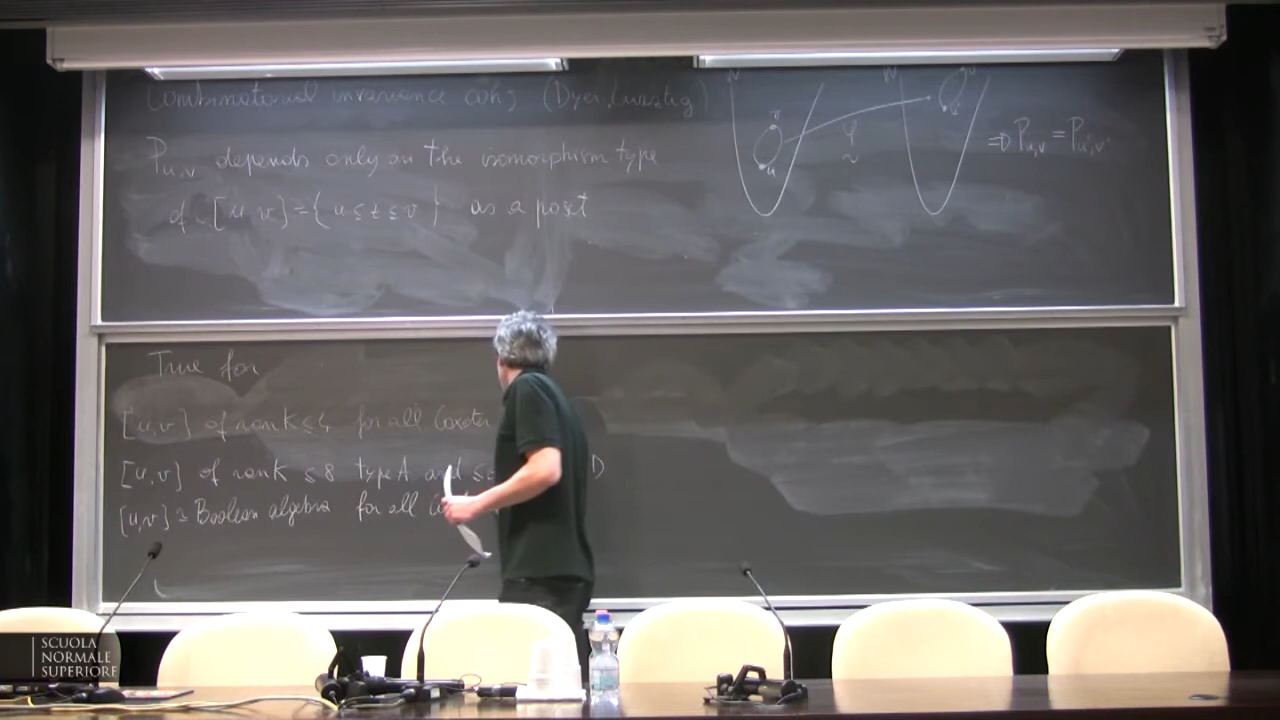 Combinatorial invariance conj (Dyer, Lusztig)
P_{u,v} depends only on the isomorphism type
of [u,v]={u≤z≤v} as a poset
W
v
u
φ
~
W'
v'
u'
⇒ P_{u,v} = P_{u',v'}
True for
[u,v] of rank ≤4 for all Coxeter
[u,v] of rank ≤8 type A and ≤ D
[u,v] ≅ Boolean algebra for all
SCUOLA
NORMALE
SUPERIORE